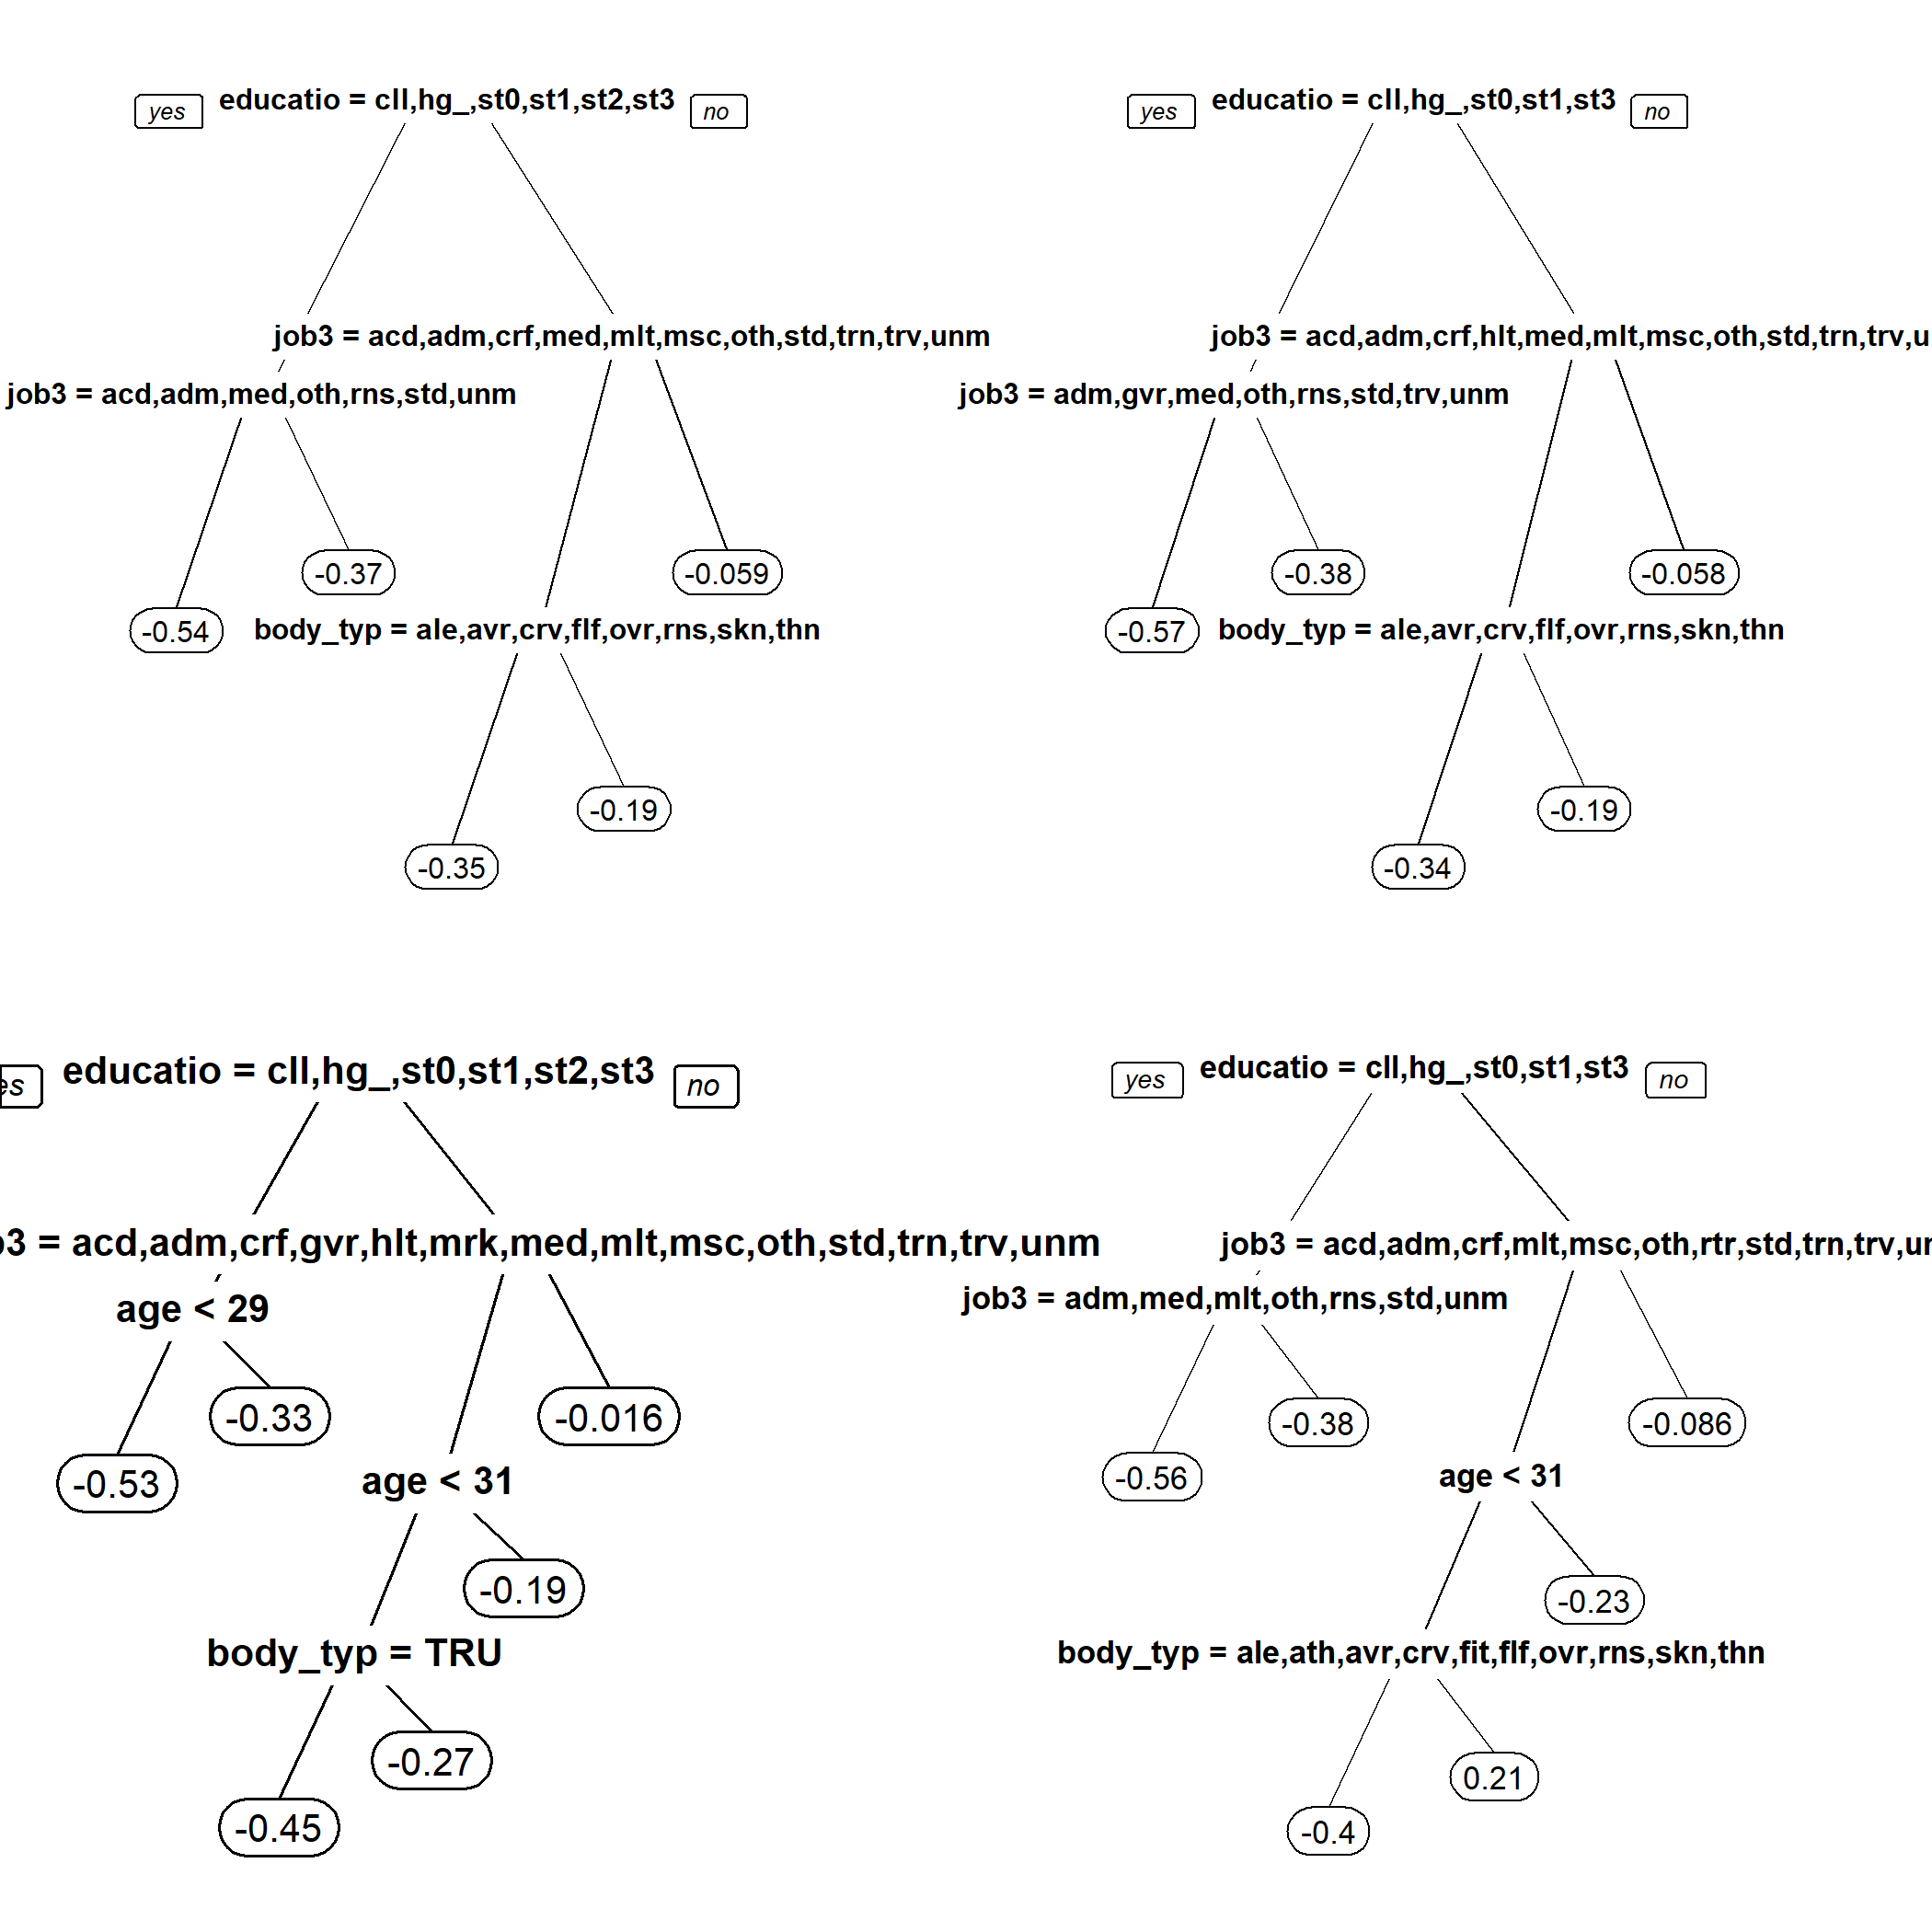 yes educatio = cll,hg_,st0,st1,st2,st3 no
job3 = acd,adm,crf,med,mlt,msc,oth,std,trn,trv,unm
job3 = acd,adm,med,oth,rns,std,unm
-0.37
-0.059
-0.54
body_typ = ale,avr,crv,flf,ovr,rns,skn,thn
-0.19
-0.35
yes educatio = cll,hg_,st0,st1,st3 no
job3 = acd,adm,crf,hlt,med,mlt,msc,oth,std,trn,trv,u
job3 = adm,gvr,med,oth,rns,std,trv,unm
-0.38
-0.058
-0.57
body_typ = ale,avr,crv,flf,ovr,rns,skn,thn
-0.19
-0.34
es educatio = cll,hg_,st0,st1,st2,st3 no
b3 = acd,adm,crf,gvr,hlt,mrk,med,mlt,msc,oth,std,trn,trv,unm
age < 29
-0.33
-0.016
-0.53
age < 31
-0.19
body_typ = TRU
-0.27
-0.45
yes educatio = cll,hg_,st0,st1,st3 no
job3 = acd,adm,crf,mlt,msc,oth,rtr,std,trn,trv,un
job3 = adm,med,mlt,oth,rns,std,unm
-0.38
-0.086
-0.56
age < 31
-0.23
body_typ = ale,ath,avr,crv,fit,flf,ovr,rns,skn,thn
0.21
-0.4